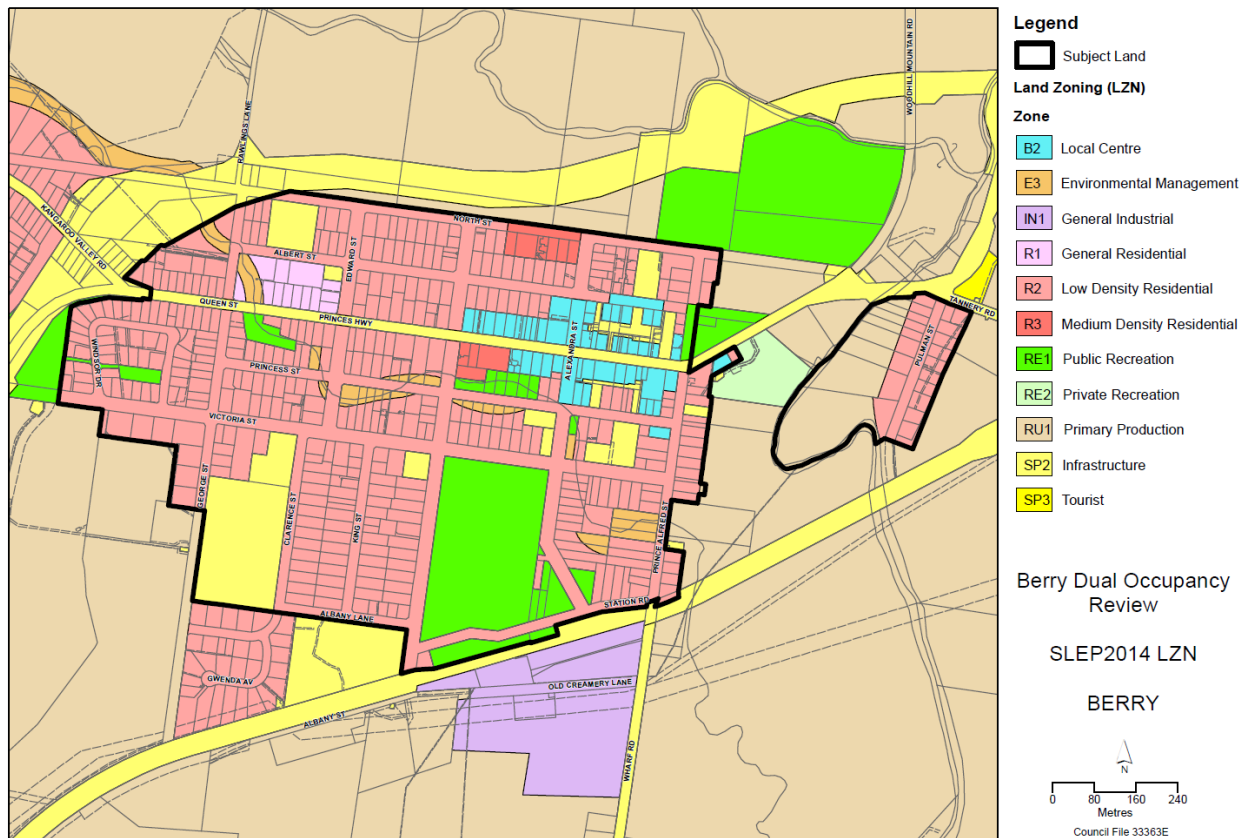 WOODHILL MOUNTAIN RD
RAWLINGS LANE
KANGAROO VALLEY RD
NORTH ST
ALBERT ST
EDWARD ST
QUEEN ST
PRINCES HWY
ALEXANDRA ST
TANNERY RD
PULMAN ST
WINDSOR DR
PRINCESS ST
VICTORIA ST
GEORGE ST
CLARENCE ST
KING ST
PRINCE ALFRED ST
STATION RD
ALBANY LANE
GWENDA AV
ALBANY ST
OLD CREAMERY LANE
WHARF RD
Legend
Subject Land
Land Zoning (LZN)
Zone
B2 Local Centre
E3 Environmental Management
IN1 General Industrial
R1 General Residential
R2 Low Density Residential
R3 Medium Density Residential
RE1 Public Recreation
RE2 Private Recreation
RU1 Primary Production
SP2 Infrastructure
SP3 Tourist
Berry Dual Occupancy
Review
SLEP2014 LZN
BERRY
N
0 80 160 240
Metres
Council File 33363E